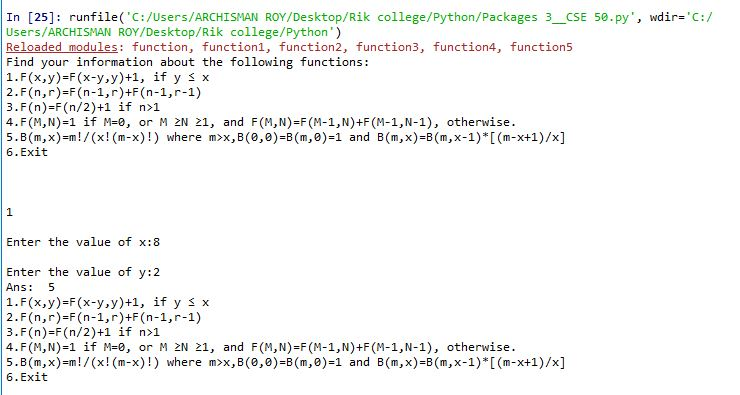 In [25]: runfile('C:/Users/ARCHISMAN ROY/Desktop/Rik college/Python/Packages 3__CSE 50.py', wdir='C:/
Users/ARCHISMAN ROY/Desktop/Rik college/Python')
Reloaded modules: function, function1, function2, function3, function4, function5
Find your information about the following functions:
1.F(x,y)=F(x-y,y)+1, if y ≤ x
2.F(n,r)=F(n-1,r)+F(n-1,r-1)
3.F(n)=F(n/2)+1 if n>1
4.F(M,N)=1 if M=0, or M ≥N ≥1, and F(M,N)=F(M-1,N)+F(M-1,N-1), otherwise.
5.B(m,x)=m!/(x!(m-x)!) where m>x,B(0,0)=B(m,0)=1 and B(m,x)=B(m,x-1)*[(m-x+1)/x]
6.Exit
1
Enter the value of x:8
Enter the value of y:2
Ans:  5
1.F(x,y)=F(x-y,y)+1, if y ≤ x
2.F(n,r)=F(n-1,r)+F(n-1,r-1)
3.F(n)=F(n/2)+1 if n>1
4.F(M,N)=1 if M=0, or M ≥N ≥1, and F(M,N)=F(M-1,N)+F(M-1,N-1), otherwise.
5.B(m,x)=m!/(x!(m-x)!) where m>x,B(0,0)=B(m,0)=1 and B(m,x)=B(m,x-1)*[(m-x+1)/x]
6.Exit